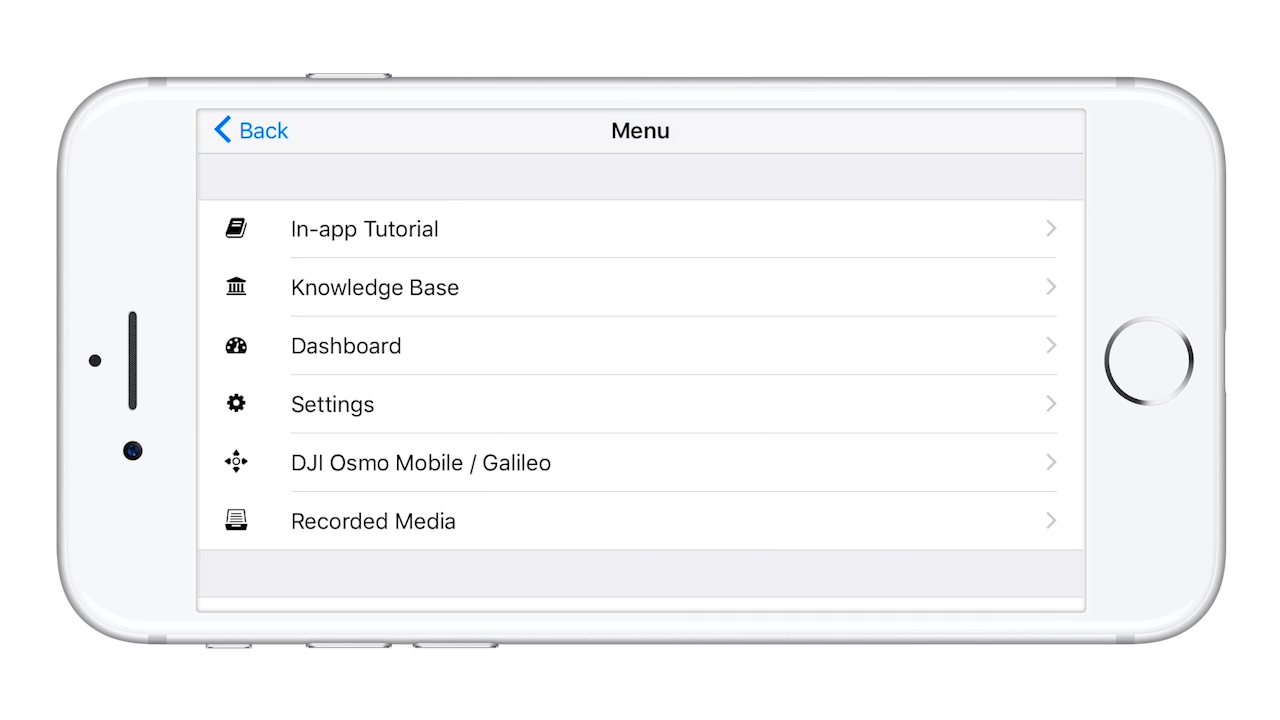 Back
Menu
In-app Tutorial
Knowledge Base
Dashboard
Settings
DJI Osmo Mobile / Galileo
Recorded Media